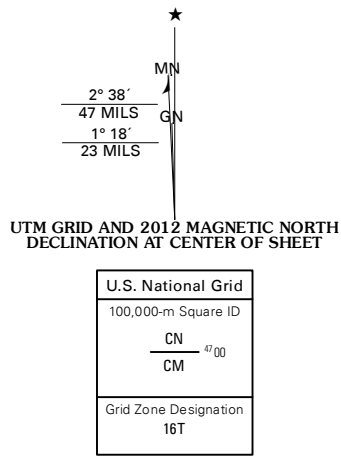 ★
MN
2° 38´
47 MILS
GN
1° 18´
23 MILS
UTM GRID AND 2012 MAGNETIC NORTH
DECLINATION AT CENTER OF SHEET
U.S. National Grid
100,000-m Square ID
CN
4700
CM
Grid Zone Designation
16T